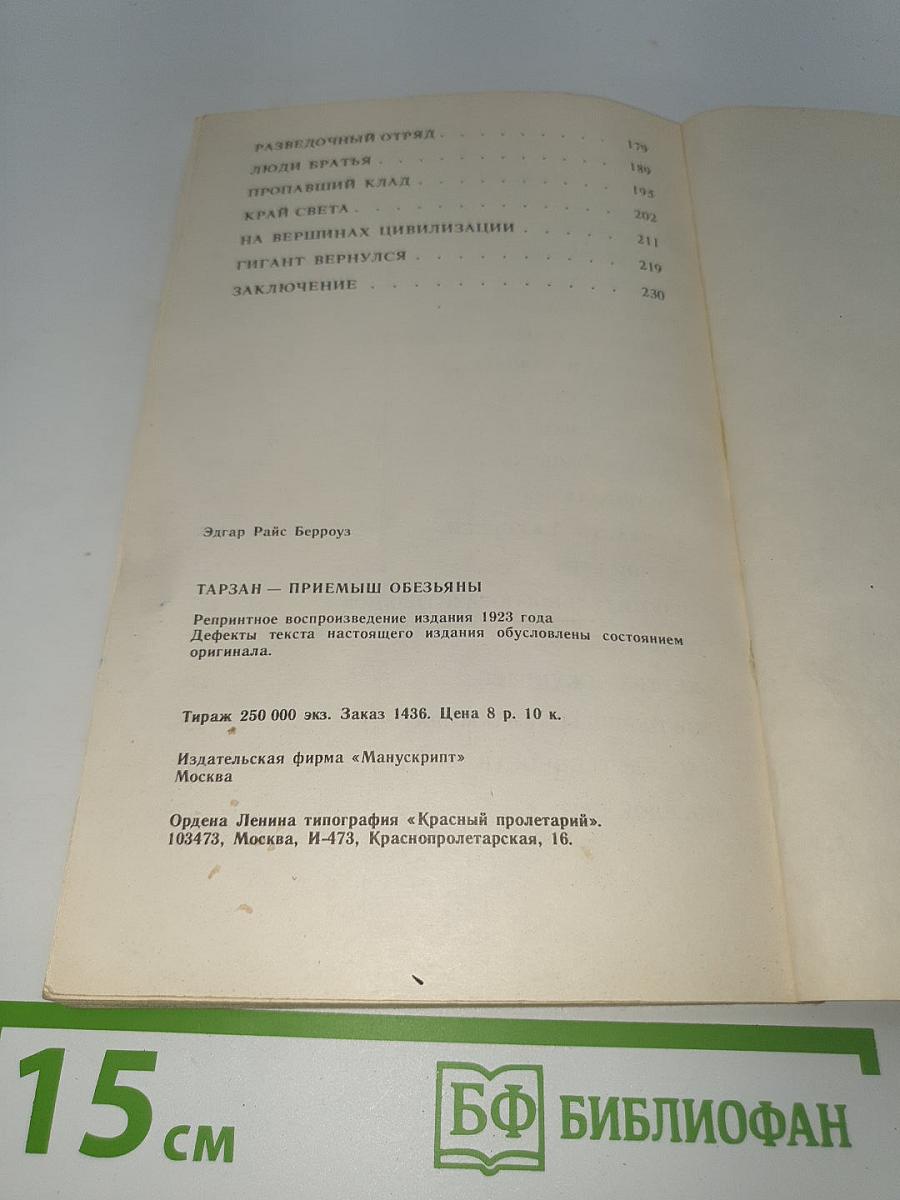 РАЗВЕДОЧНЫЙ ОТРЯД . . . . . . . . . 179
ЛЮДИ БРАТЬЯ . . . . . . . . . . . . 189
ПРОПАВШИЙ КЛАД . . . . . . . . . . 195
КРАЙ СВЕТА . . . . . . . . . . . . . 202
НА ВЕРШИНАХ ЦИВИЛИЗАЦИИ . . . . . 211
ГИГАНТ ВЕРНУЛСЯ . . . . . . . . . . 219
ЗАКЛЮЧЕНИЕ . . . . . . . . . . . . 230
Эдгар Райс Берроуз
ТАРЗАН — ПРИЕМЫШ ОБЕЗЬЯНЫ
Репринтное воспроизведение издания 1923 года
Дефекты текста настоящего издания обусловлены состоянием
оригинала.
Тираж 250 000 экз. Заказ 1436. Цена 8 р. 10 к.
Издательская фирма «Манускрипт»
Москва
Ордена Ленина типография «Красный пролетарий».
103473, Москва, И-473, Краснопролетарская, 16.
15 см
БФ БИБЛИОФАН